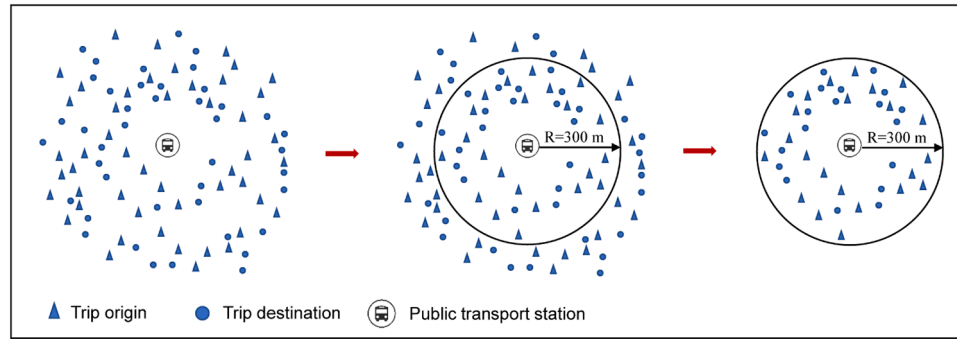 R=300 m
R=300 m
Trip origin
Trip destination
Public transport station